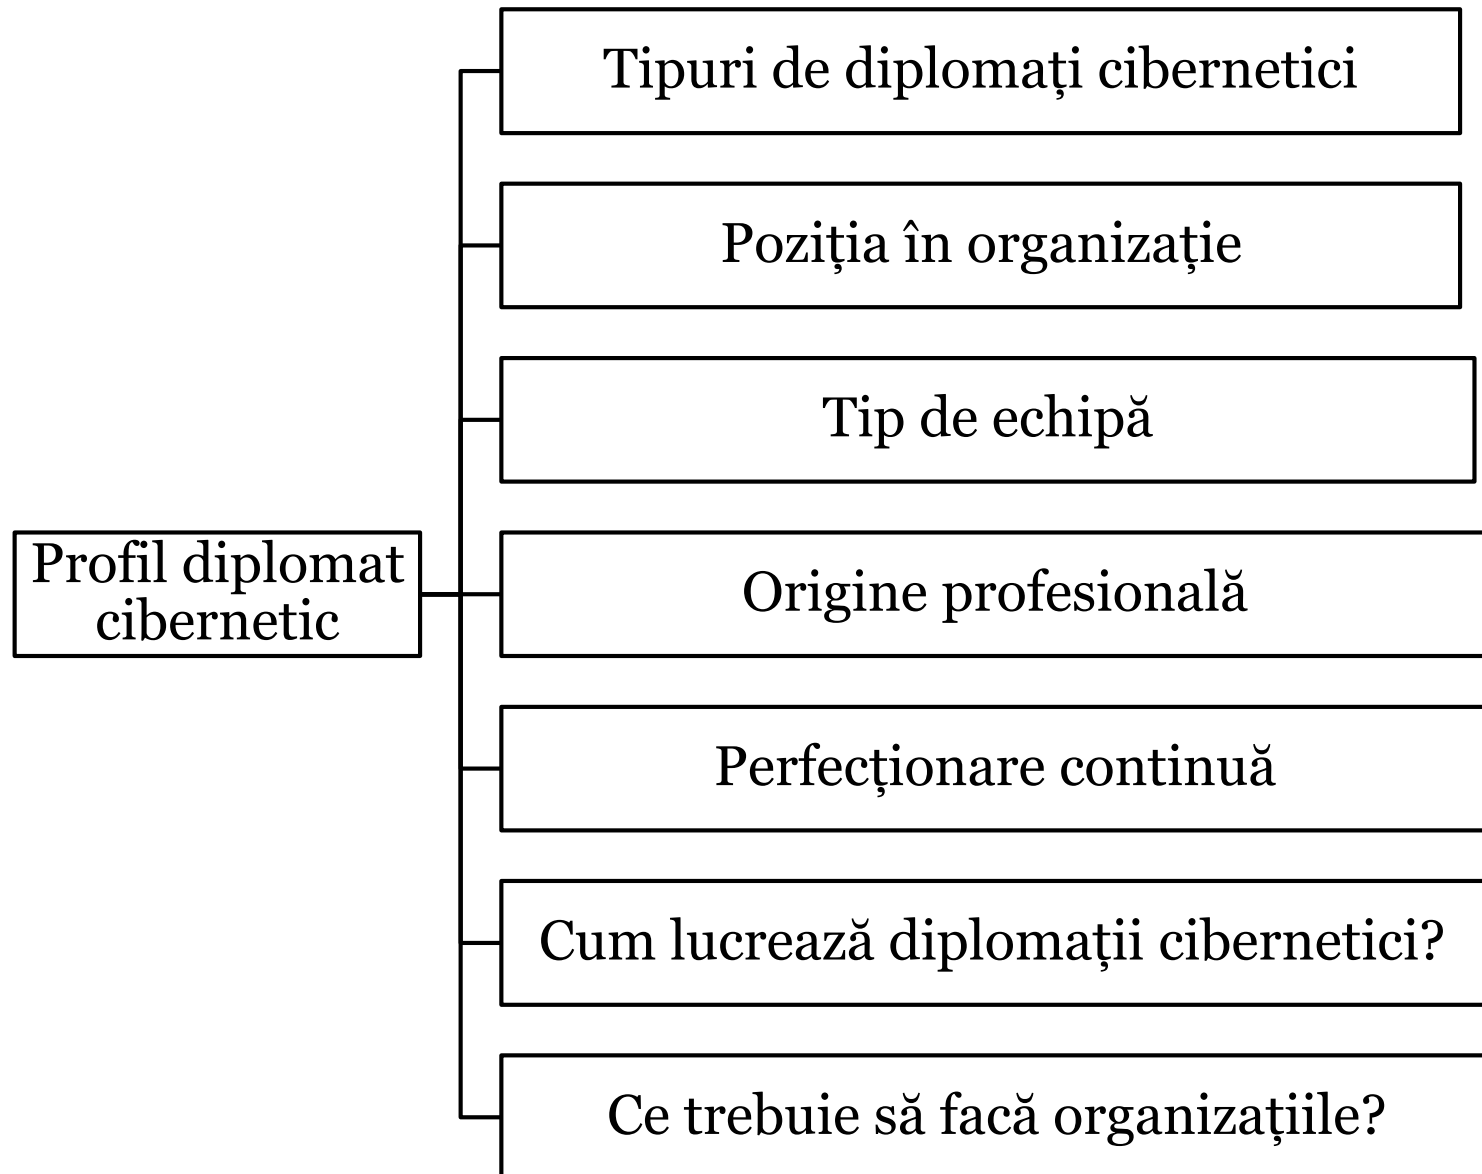 Tipuri de diplomați cibernetici
Poziția în organizație
Tip de echipă
Profil diplomat
cibernetic
Origine profesională
Perfecționare continuă
Cum lucrează diplomații cibernetici?
Ce trebuie să facă organizațiile?